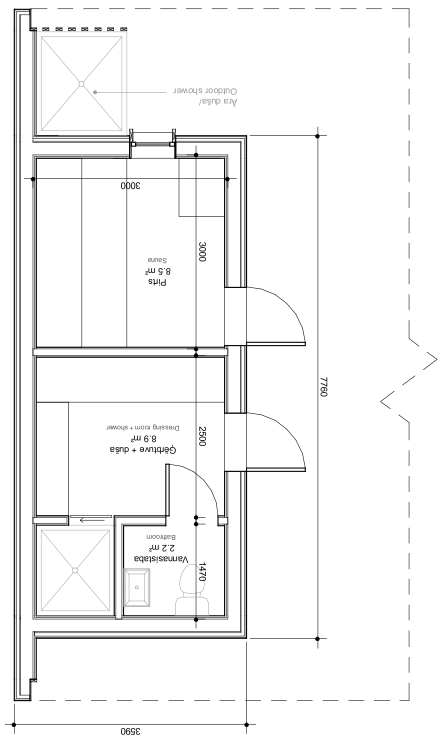 Āra duša/
Outdoor shower
3000
3000
Pirts
8.5 m²
Sauna
7760
2500
Ģērbtuve + duša
8.9 m²
Dressing room + shower
Vannasistaba
2.2 m²
Bathroom
1470
3590